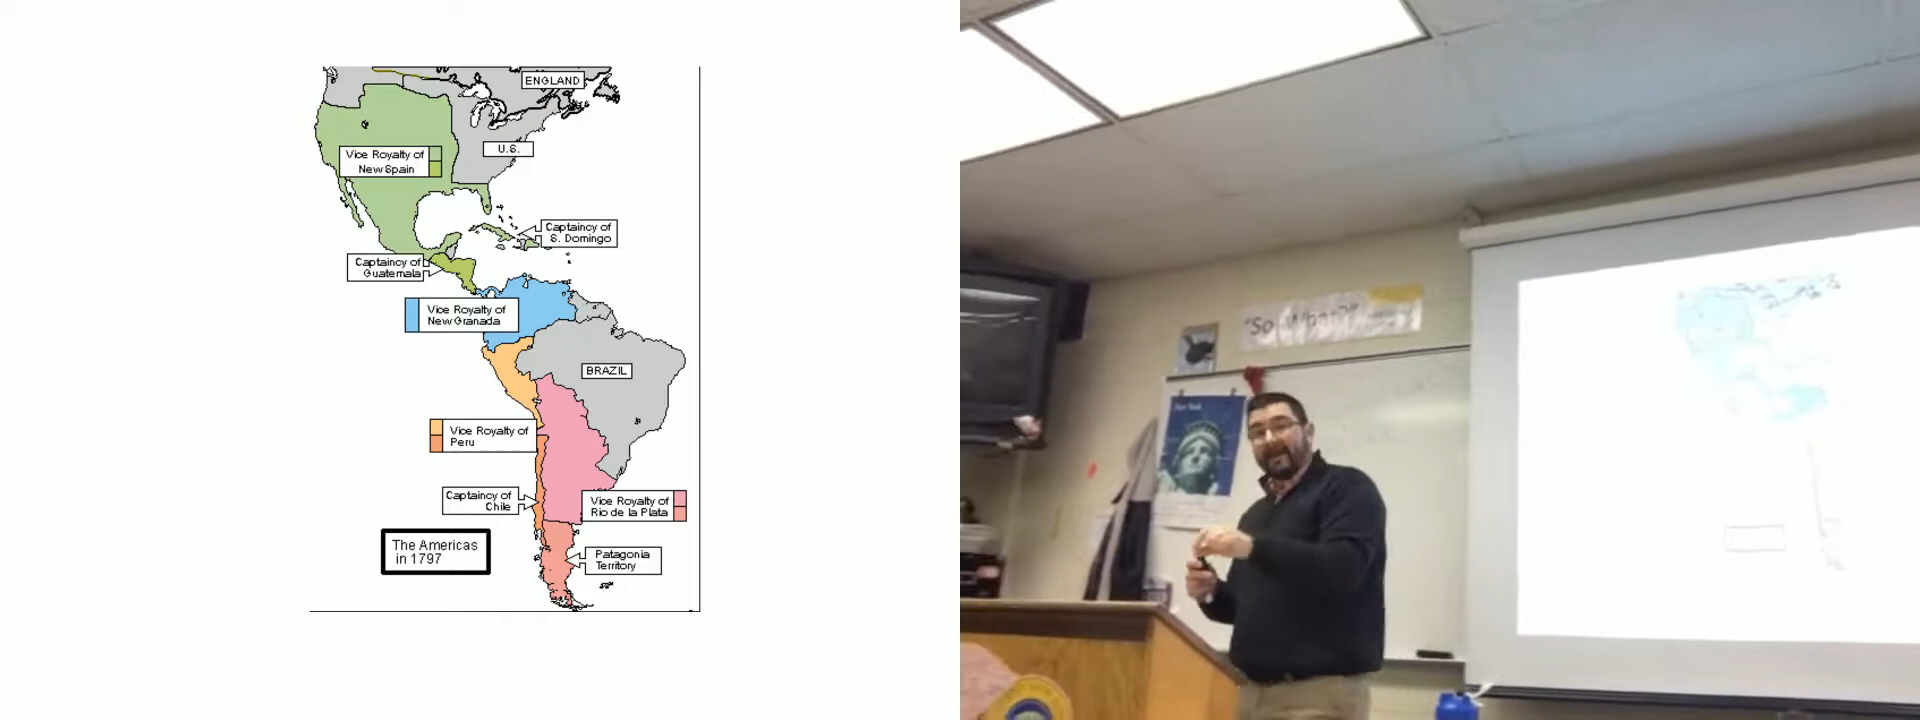 ENGLAND
U.S.
Vice Royalty of
New Spain
Captaincy of
S. Domingo
Captaincy of
Guatemala
Vice Royalty of
New Granada
BRAZIL
Vice Royalty of
Peru
Captaincy of
Chile
Vice Royalty of
Rio de la Plata
The Americas
in 1797
Patagonia
Territory
"So What?"